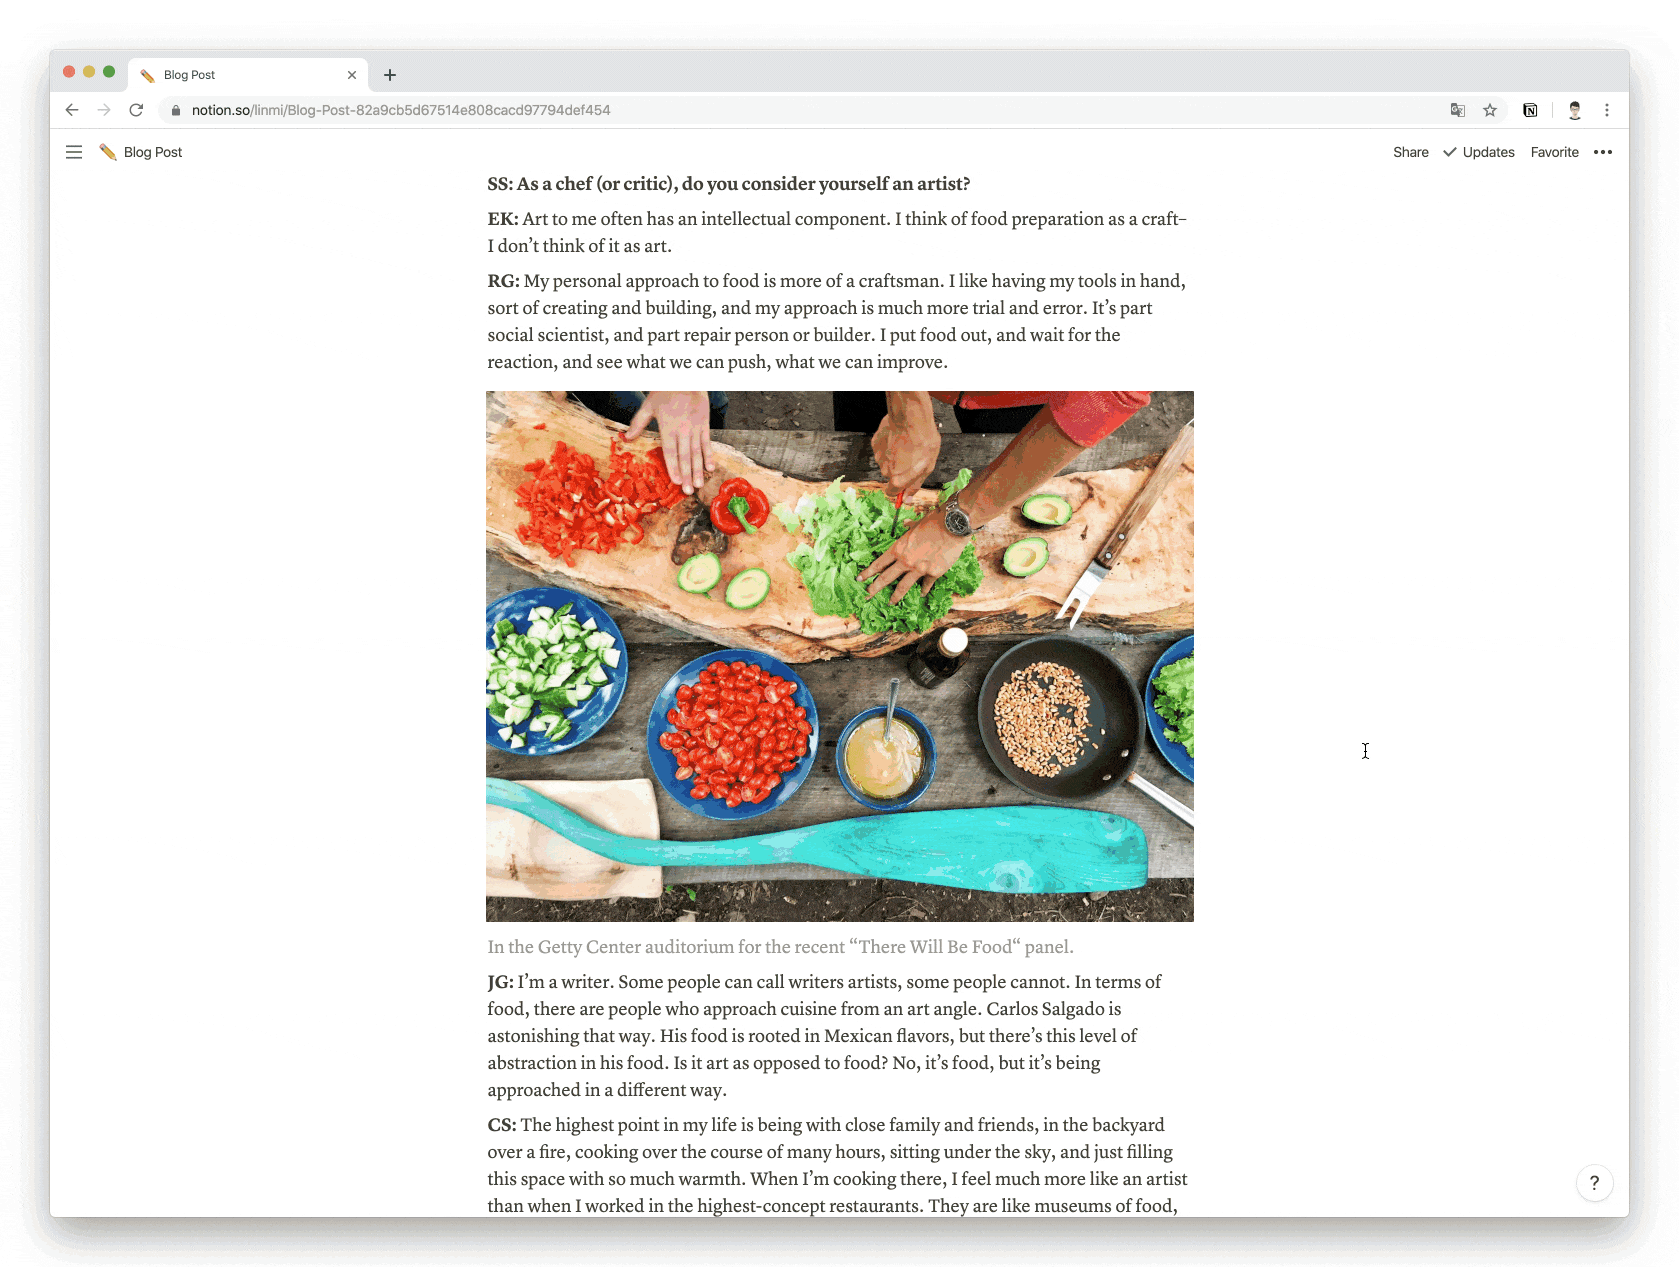 Blog Post
notion.so/linmi/Blog-Post-82a9cb5d67514e808cacd97794def454
Blog Post
Share Updates Favorite
SS: As a chef (or critic), do you consider yourself an artist?
EK: Art to me often has an intellectual component. I think of food preparation as a craft–
I don’t think of it as art.
RG: My personal approach to food is more of a craftsman. I like having my tools in hand,
sort of creating and building, and my approach is much more trial and error. It’s part
social scientist, and part repair person or builder. I put food out, and wait for the
reaction, and see what we can push, what we can improve.
In the Getty Center auditorium for the recent “There Will Be Food“ panel.
JG: I’m a writer. Some people can call writers artists, some people cannot. In terms of
food, there are people who approach cuisine from an art angle. Carlos Salgado is
astonishing that way. His food is rooted in Mexican flavors, but there’s this level of
abstraction in his food. Is it art as opposed to food? No, it’s food, but it’s being
approached in a different way.
CS: The highest point in my life is being with close family and friends, in the backyard
over a fire, cooking over the course of many hours, sitting under the sky, and just filling
this space with so much warmth. When I’m cooking there, I feel much more like an artist
than when I worked in the highest-concept restaurants. They are like museums of food,
?